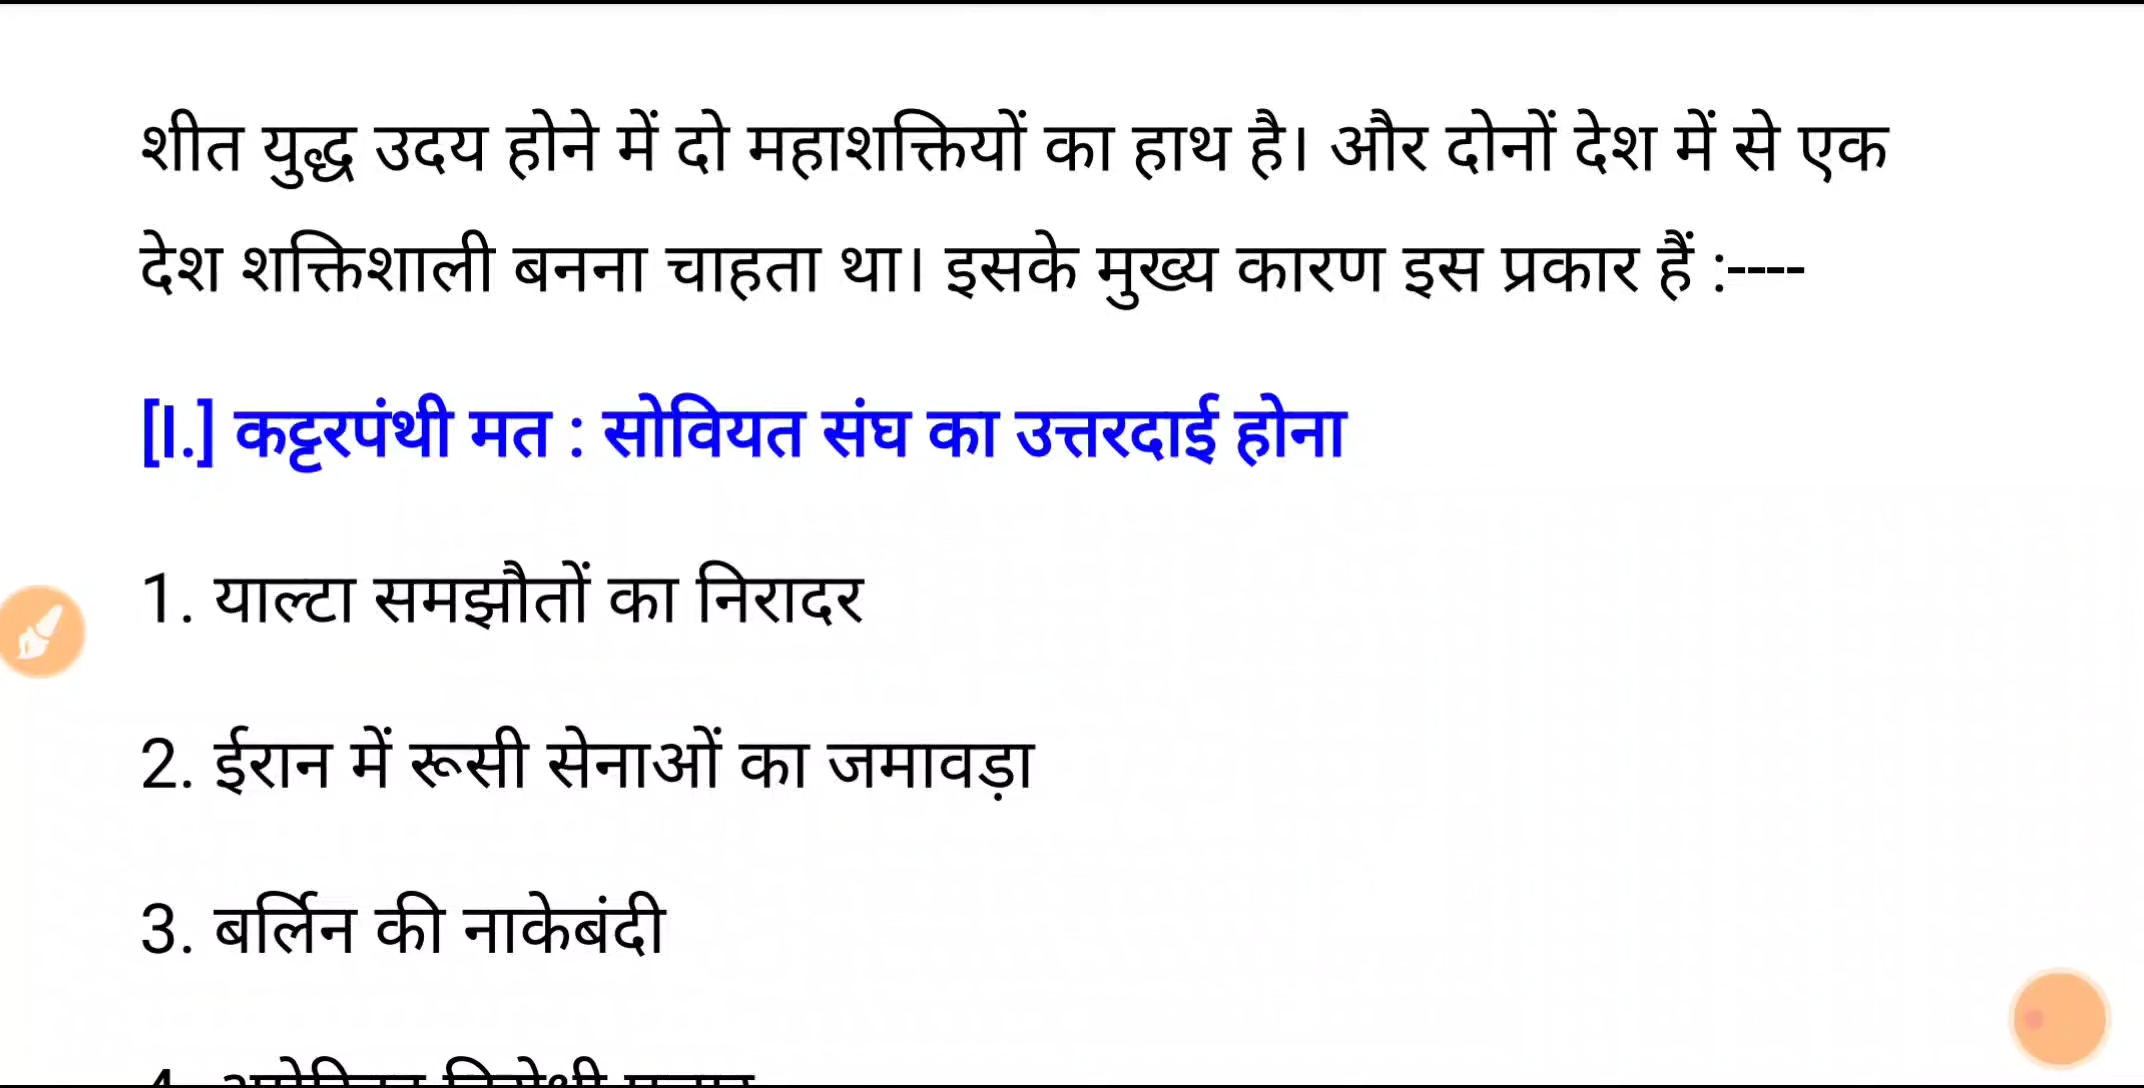 शीत युद्ध उदय होने में दो महाशक्तियों का हाथ है। और दोनों देश में से एक
देश शक्तिशाली बनना चाहता था। इसके मुख्य कारण इस प्रकार हैं :----
[I.] कट्टरपंथी मत : सोवियत संघ का उत्तरदाई होना
1. याल्टा समझौतों का निरादर
2. ईरान में रूसी सेनाओं का जमावड़ा
3. बर्लिन की नाकेबंदी